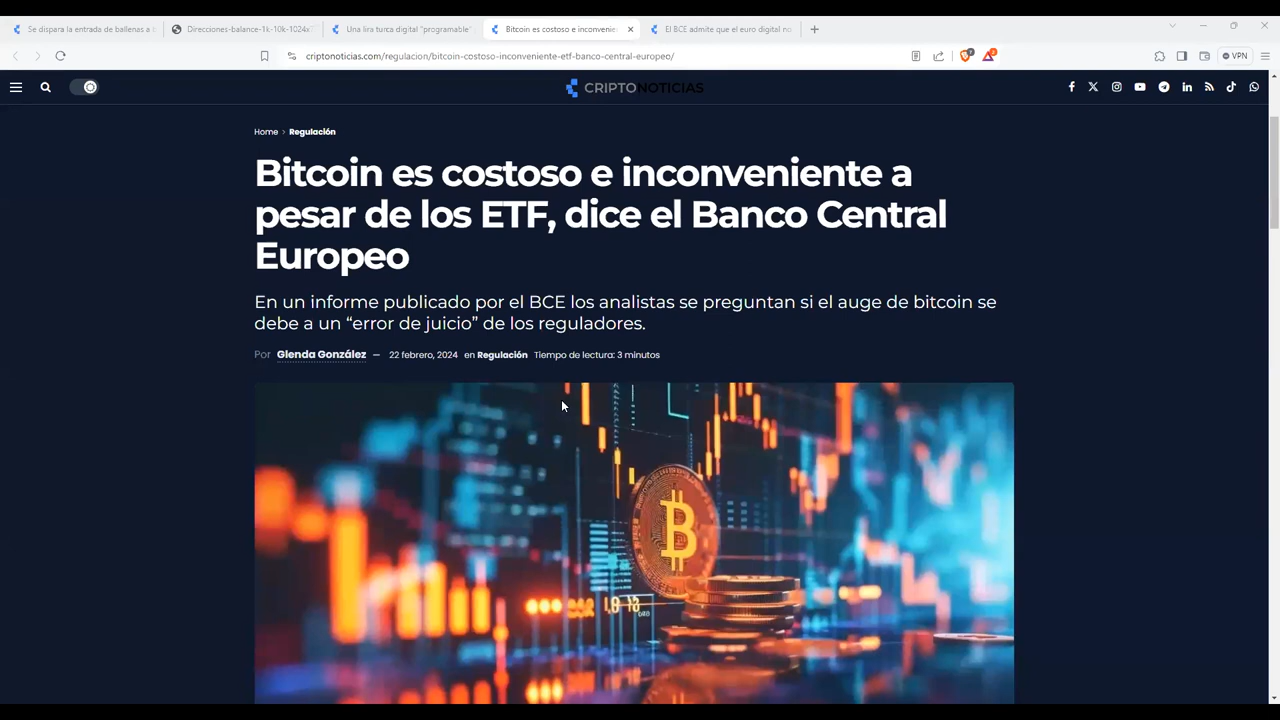 Se dispara la entrada de ballenas a b
Direcciones-balance-1k-10k-1024x
Una lira turca digital “programable”
Bitcoin es costoso e inconvenie
El BCE admite que el euro digital no
criptonoticias.com/regulacion/bitcoin-costoso-inconveniente-etf-banco-central-europeo/
VPN
CRIPTONOTICIAS
Home > Regulación
Bitcoin es costoso e inconveniente a
pesar de los ETF, dice el Banco Central
Europeo
En un informe publicado por el BCE los analistas se preguntan si el auge de bitcoin se
debe a un “error de juicio” de los reguladores.
Por Glenda González — 22 febrero, 2024 en Regulación Tiempo de lectura: 3 minutos